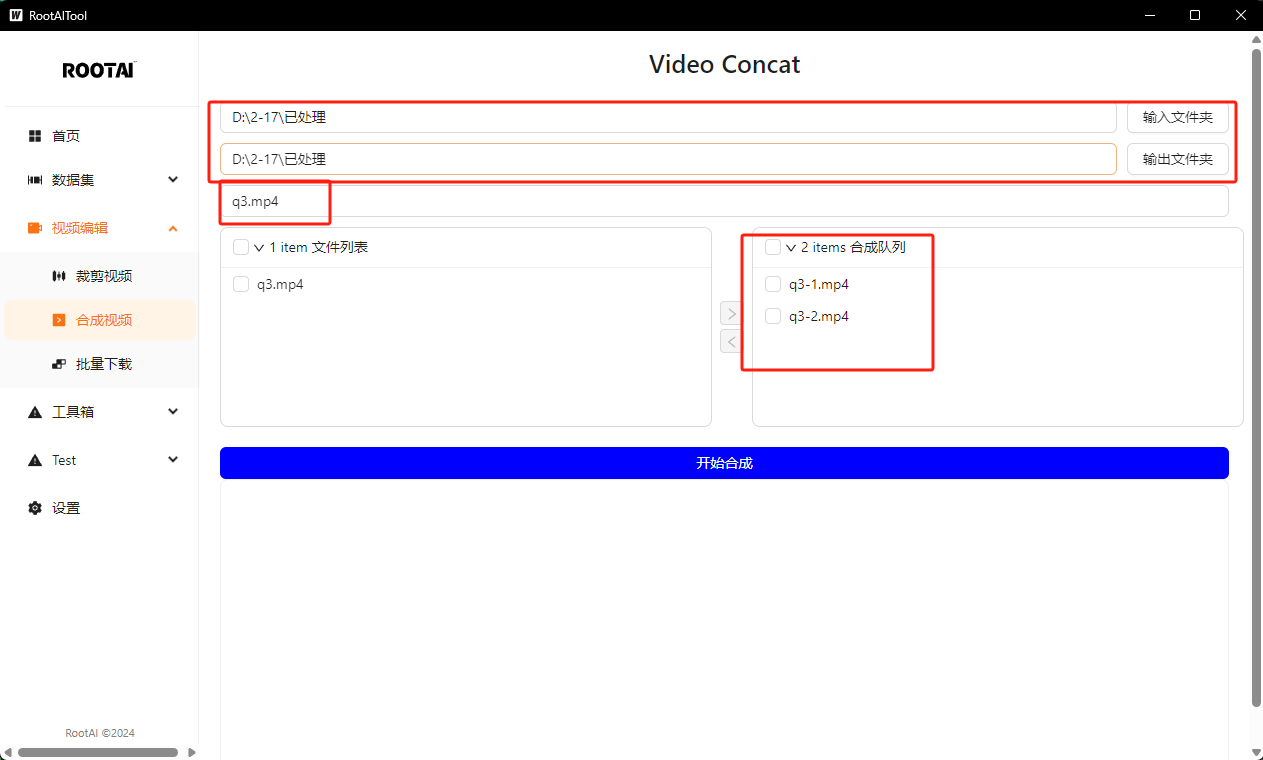 RootAITool
ROOTAI
首页
数据集
视频编辑
裁剪视频
合成视频
批量下载
工具箱
Test
设置
RootAI ©2024
Video Concat
D:\2-17\已处理
输入文件夹
D:\2-17\已处理
输出文件夹
q3.mp4
1 item 文件列表
q3.mp4
2 items 合成队列
q3-1.mp4
q3-2.mp4
开始合成